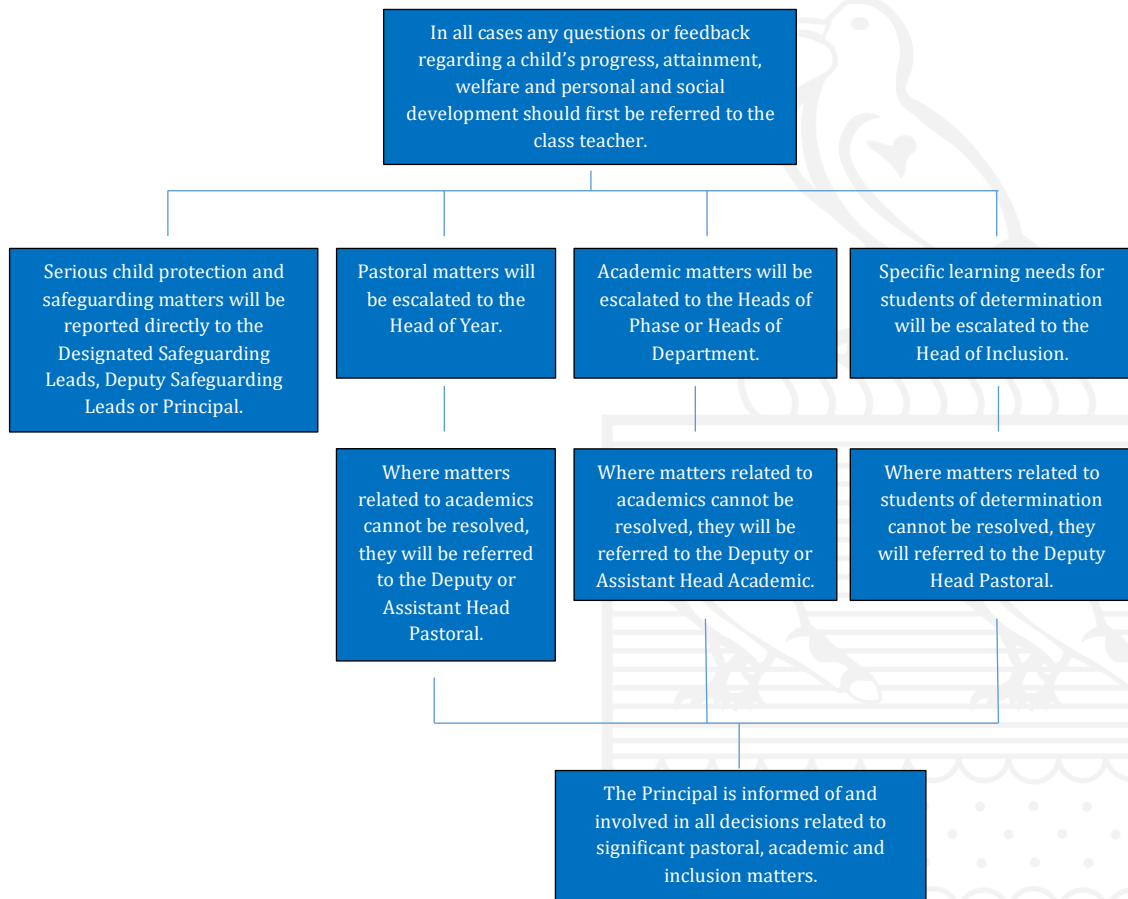 In all cases any questions or feedback
regarding a child’s progress, attainment,
welfare and personal and social
development should first be referred to the
class teacher.
Serious child protection and
safeguarding matters will be
reported directly to the
Designated Safeguarding
Leads, Deputy Safeguarding
Leads or Principal.
Pastoral matters will
be escalated to the
Head of Year.
Academic matters will be
escalated to the Heads of
Phase or Heads of
Department.
Specific learning needs for
students of determination
will be escalated to the
Head of Inclusion.
Where matters
related to academics
cannot be resolved,
they will be referred
to the Deputy or
Assistant Head
Pastoral.
Where matters related to
academics cannot be
resolved, they will be
referred to the Deputy or
Assistant Head Academic.
Where matters related to
students of determination
cannot be resolved, they
will referred to the Deputy
Head Pastoral.
The Principal is informed of and
involved in all decisions related to
significant pastoral, academic and
inclusion matters.